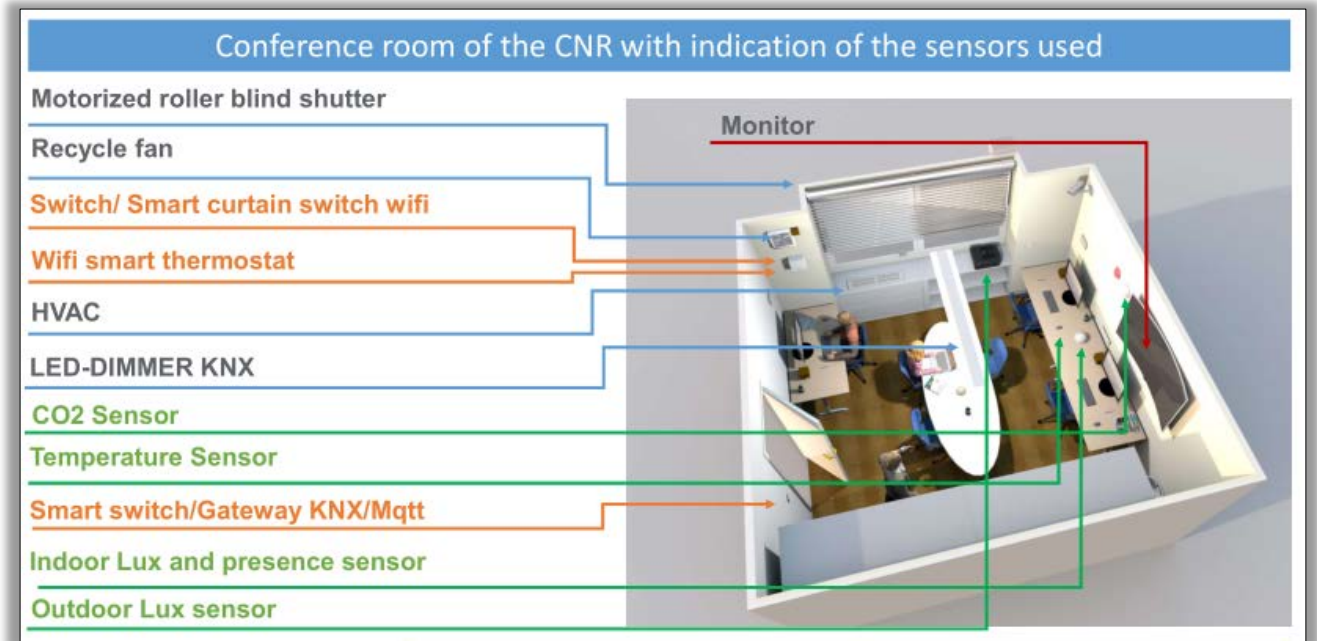 Conference room of the CNR with indication of the sensors used
Motorized roller blind shutter
Monitor
Recycle fan
Switch/ Smart curtain switch wifi
Wifi smart thermostat
HVAC
LED-DIMMER KNX
CO2 Sensor
Temperature Sensor
Smart switch/Gateway KNX/Mqtt
Indoor Lux and presence sensor
Outdoor Lux sensor